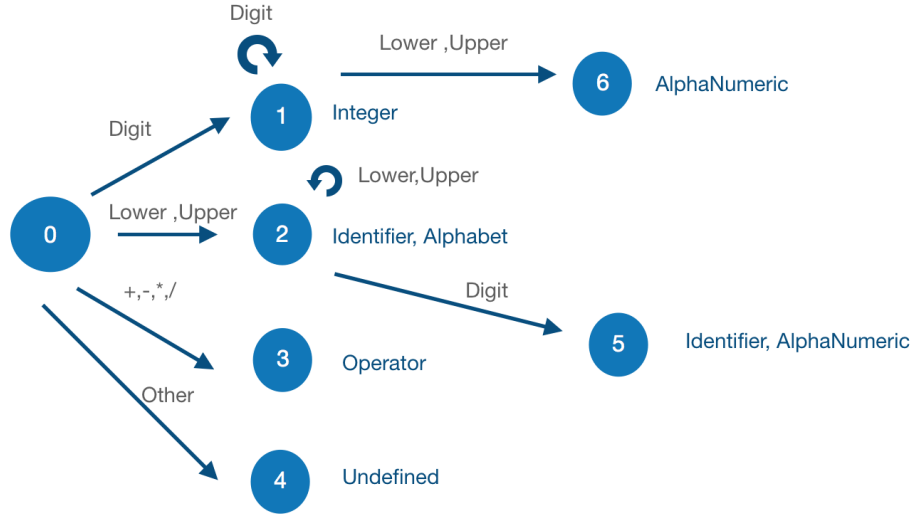 Digit
Lower ,Upper
6
AlphaNumeric
1
Integer
Digit
Lower,Upper
Lower ,Upper
0
2
Identifier, Alphabet
+,-,*,/
Digit
5
Identifier, AlphaNumeric
3
Operator
Other
4
Undefined